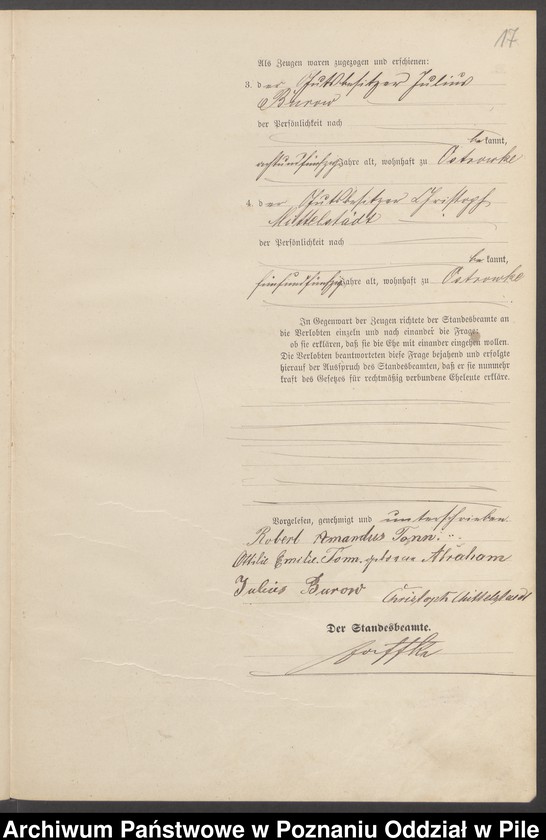 17
Als Zeugen waren zugezogen und erschienen:
3. der Gutsbesitzer Julius
Burow
der Persönlichkeit nach
bekannt,
achtundfünfzig Jahre alt, wohnhaft zu Ostrowke
4. der Gutsbesitzer Christoph
Mittelstädt
der Persönlichkeit nach
bekannt,
fünfundfünfzig Jahre alt, wohnhaft zu Ostrowke
In Gegenwart der Zeugen richtete der Standesbeamte an
die Verlobten einzeln und nach einander die Frage:
ob sie erklären, daß sie die Ehe mit einander eingehen wollen.
Die Verlobten beantworteten diese Frage bejahend und erfolgte
hierauf der Ausspruch des Standesbeamten, daß er sie nunmehr
kraft des Gesetzes für rechtmäßig verbundene Eheleute erkläre.
Vorgelesen, genehmigt und unterschrieben
Robert Amandus Tonn.
Ottilie Emilie Tonn. geborene Abraham
Julius Burow Christoph Mittelstaedt
Der Standesbeamte.
Archiwum Państwowe w Poznaniu Oddział w Pile